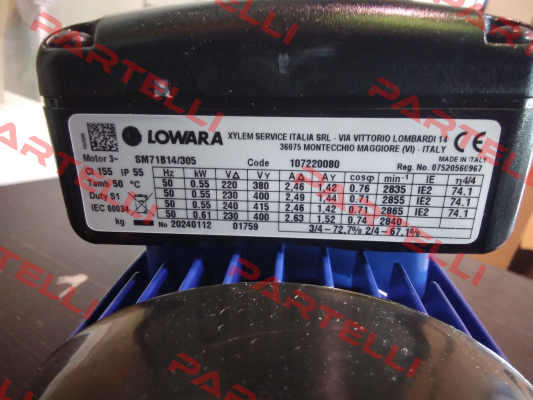 LOWARA
XYLEM SERVICE ITALIA SRL - VIA VITTORIO LOMBARDI 14
36075 MONTECCHIO MAGGIORE (VI) - ITALY
CE
Motor 3~ SM71B14/305 Code 107220080
Reg. No. 07520560967
Cl 155 IP 55 Hz kW V△ VY A△ AY cosφ min⁻¹ IE η4/4
Tamb 50 °C 50 0.55 220 380 2,46 1,42 0.76 2835 IE2 74.1
Duty S1 50 0.55 230 400 2,49 1,44 0.71 2855 IE2 74.1
IEC 60034 50 0.55 240 415 2,46 1,42 0.71 2865 IE2 74.1
50 0.61 230 400 2,63 1,52 0.74 2840
kg No 20240112 01759 3/4 – 72,7% 2/4 – 67,1%
PARTELLI
PARTELLI
PARTELLI
PARTELLI
PARTELLI